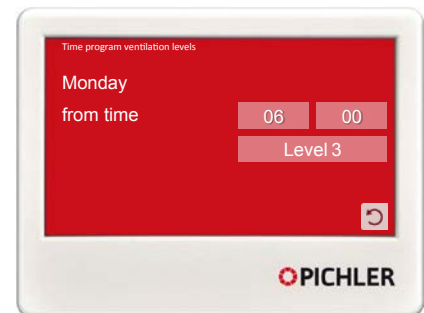 Time program ventilation levels
Monday
from time 06 00
Level 3
PICHLER